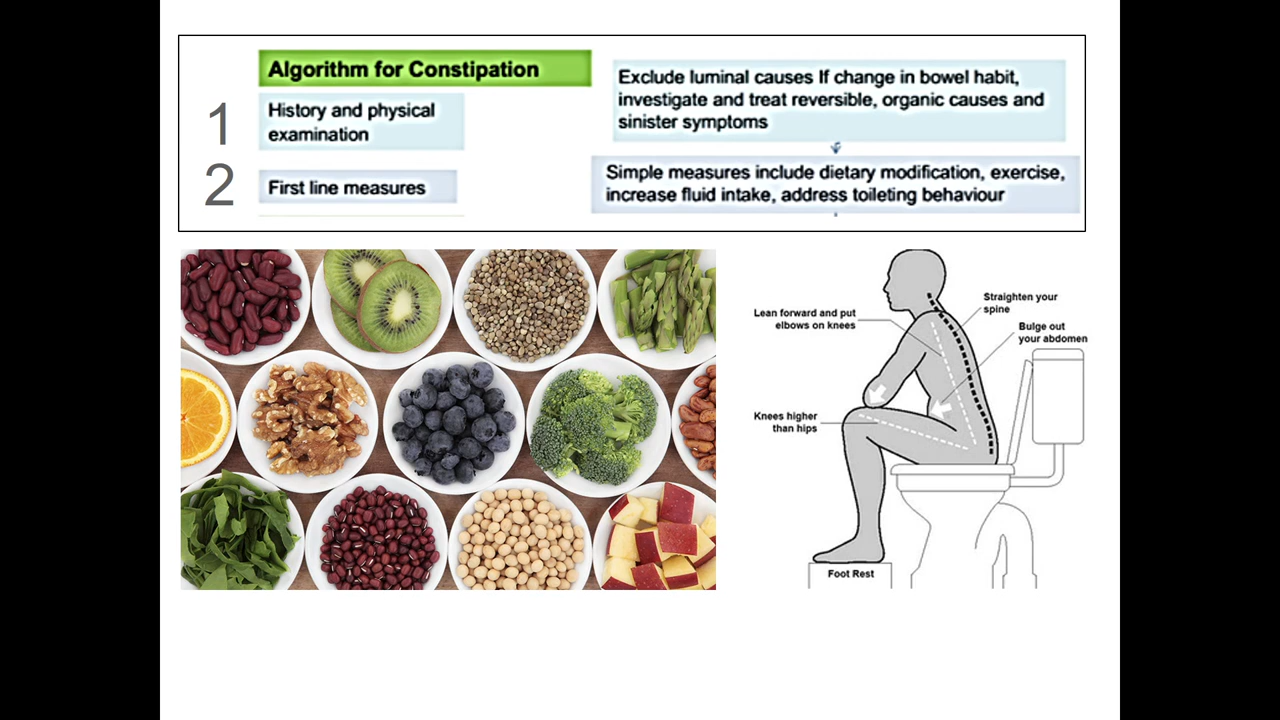 Algorithm for Constipation
1
History and physical
examination
Exclude luminal causes If change in bowel habit,
investigate and treat reversible, organic causes and
sinister symptoms
2
First line measures
Simple measures include dietary modification, exercise,
increase fluid intake, address toileting behaviour
Lean forward and put
elbows on knees
Straighten your
spine
Bulge out
your abdomen
Knees higher
than hips
Foot Rest